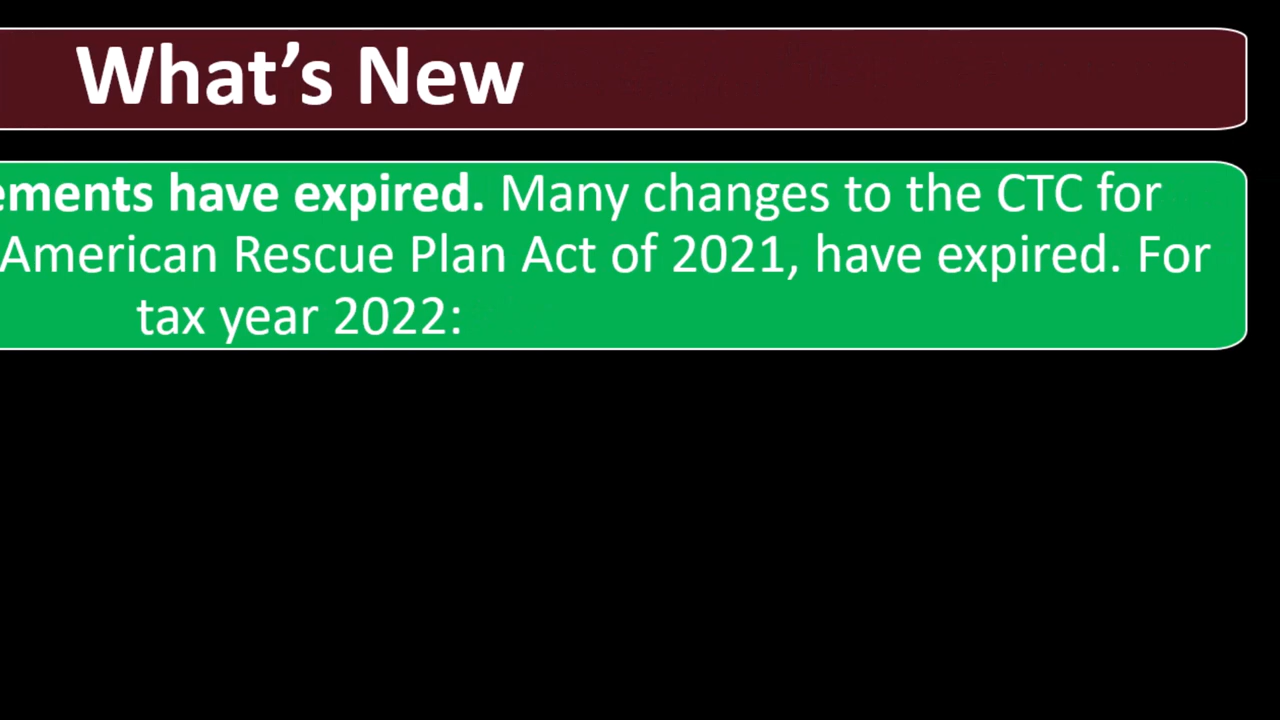 What’s New
ements have expired. Many changes to the CTC for
American Rescue Plan Act of 2021, have expired. For
tax year 2022: